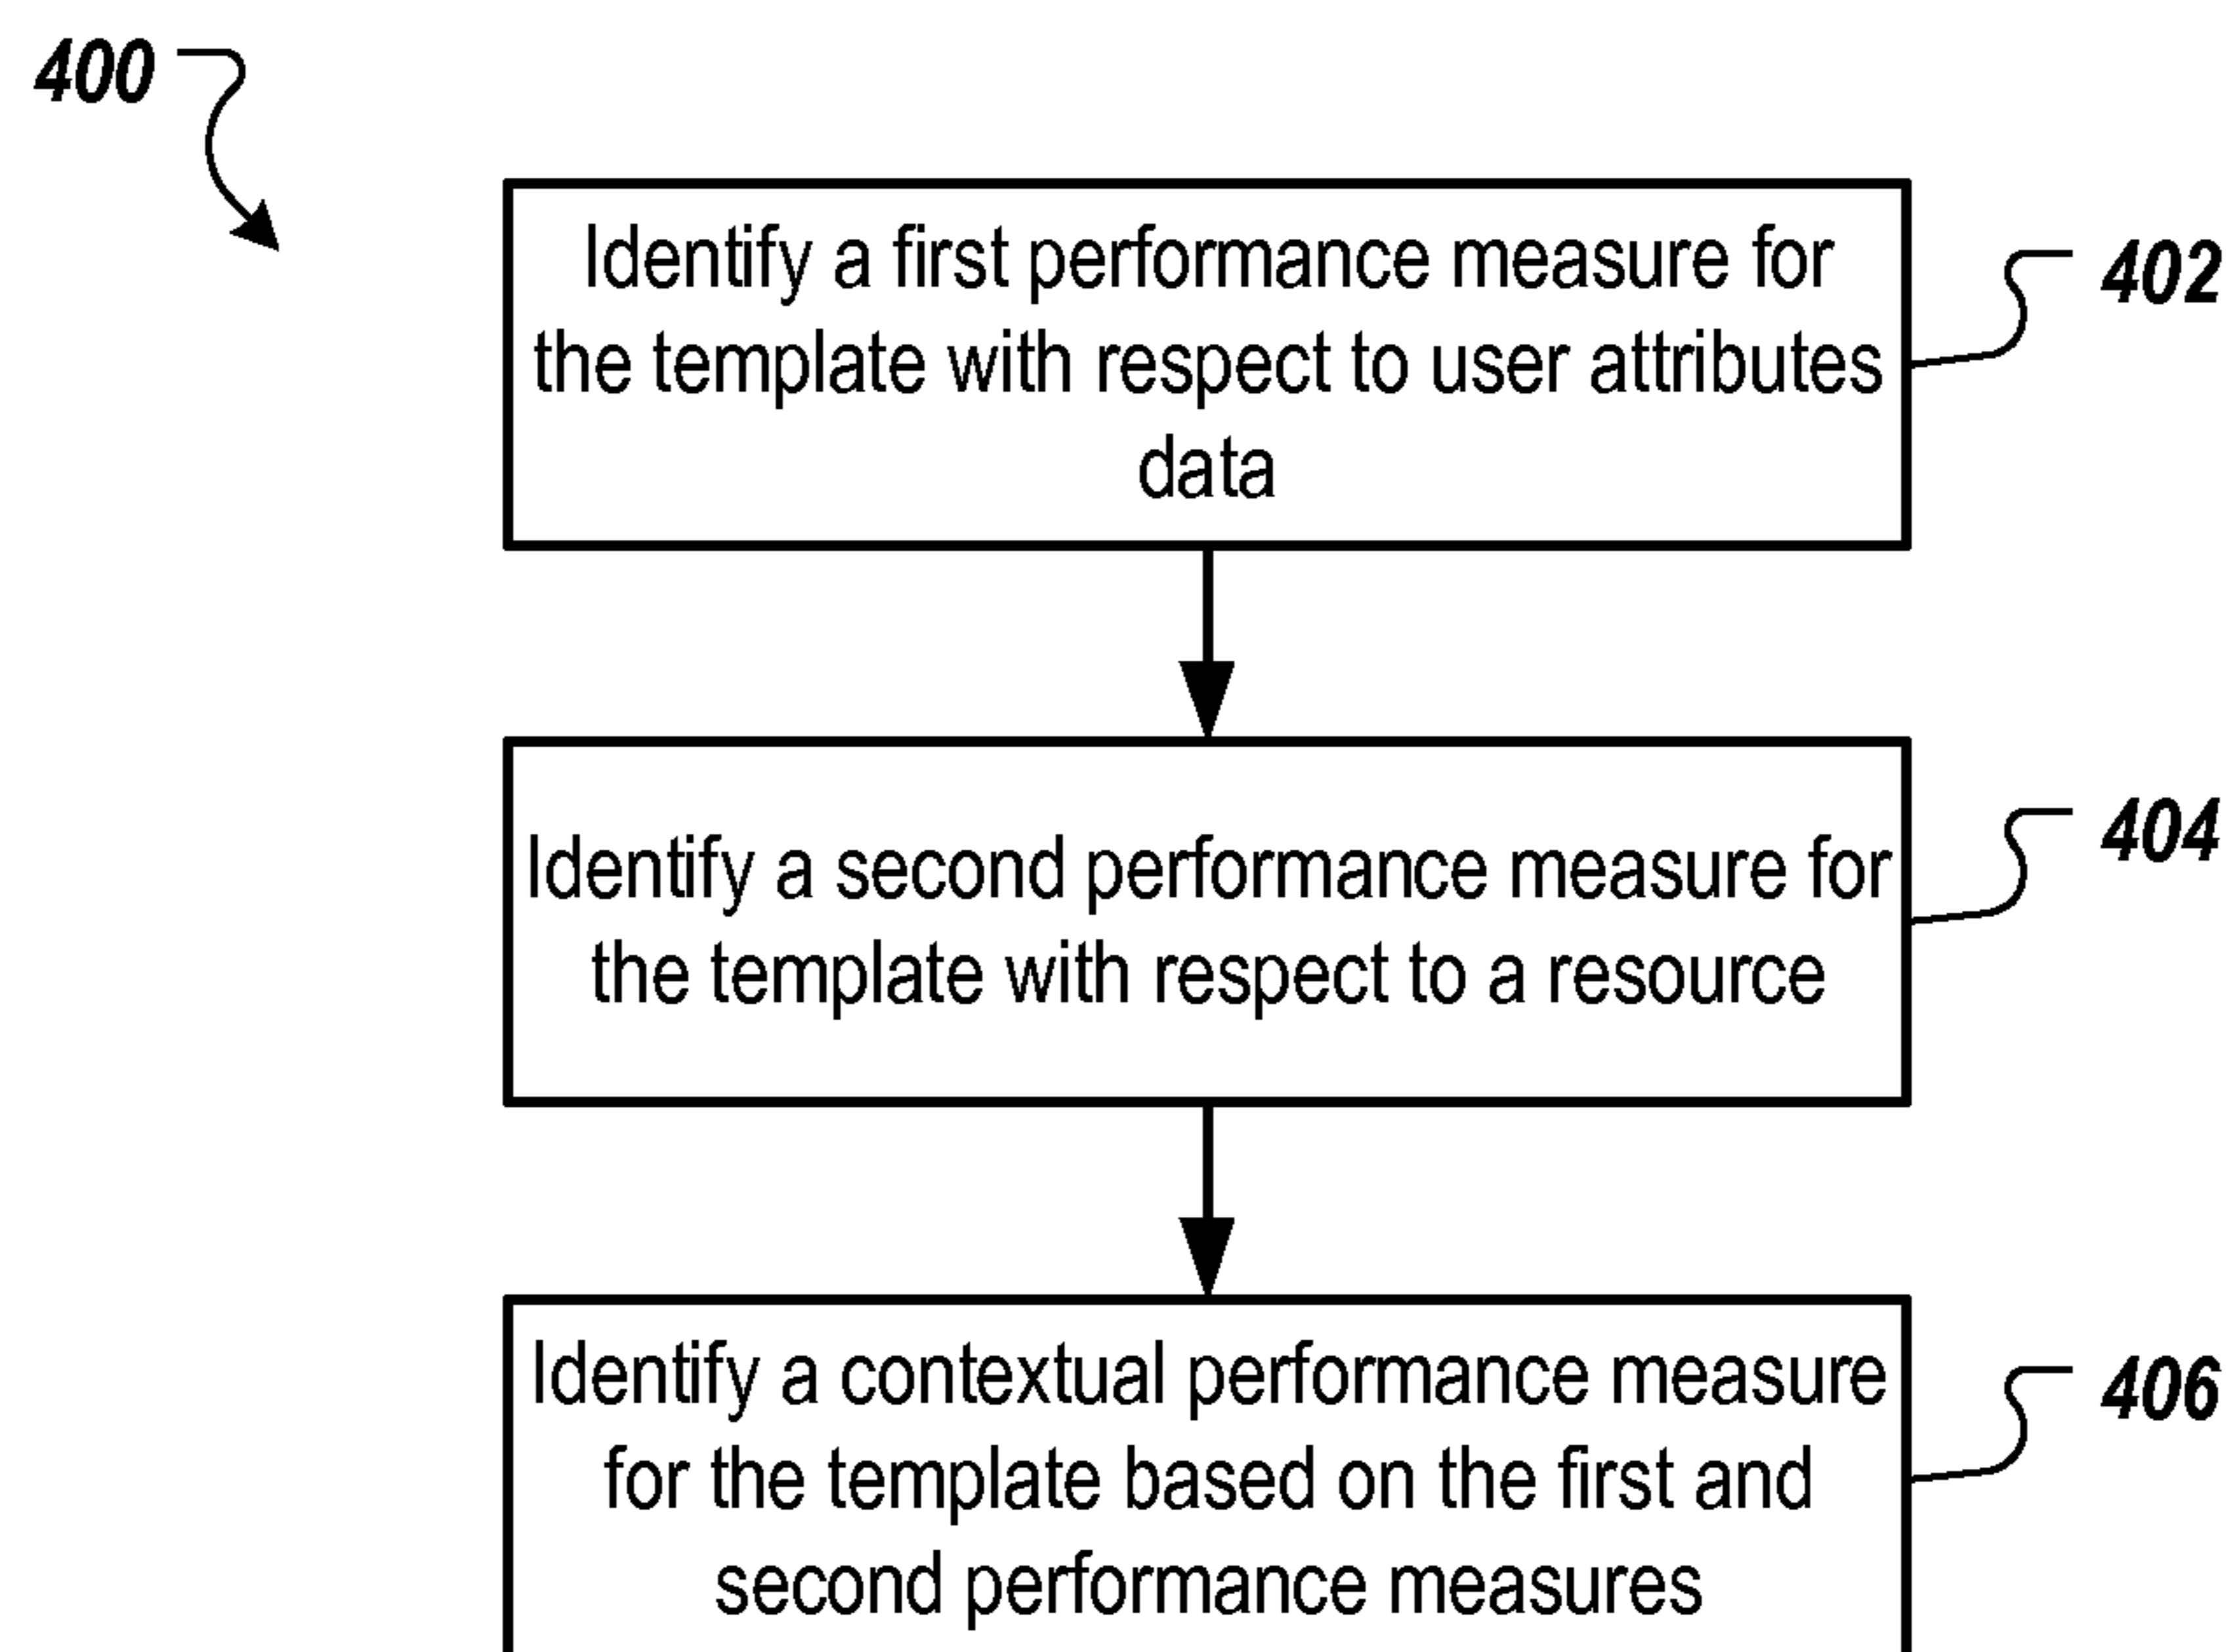 400
Identify a first performance measure for
the template with respect to user attributes
data
402
Identify a second performance measure for
the template with respect to a resource
404
Identify a contextual performance measure
for the template based on the first and
second performance measures
406